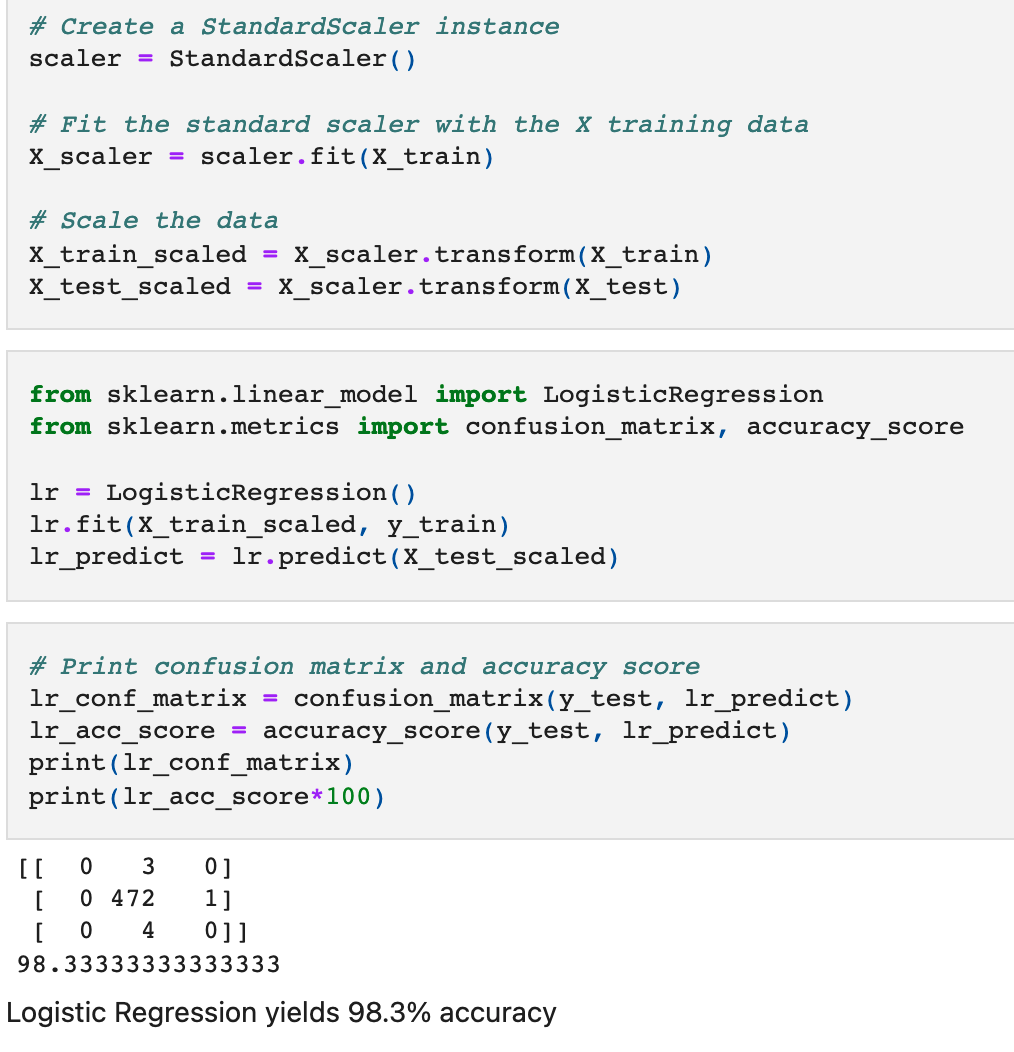 # Create a StandardScaler instance
scaler = StandardScaler()
# Fit the standard scaler with the X training data
X_scaler = scaler.fit(X_train)
# Scale the data
X_train_scaled = X_scaler.transform(X_train)
X_test_scaled = X_scaler.transform(X_test)
from sklearn.linear_model import LogisticRegression
from sklearn.metrics import confusion_matrix, accuracy_score
lr = LogisticRegression()
lr.fit(X_train_scaled, y_train)
lr_predict = lr.predict(X_test_scaled)
# Print confusion matrix and accuracy score
lr_conf_matrix = confusion_matrix(y_test, lr_predict)
lr_acc_score = accuracy_score(y_test, lr_predict)
print(lr_conf_matrix)
print(lr_acc_score*100)
[[  0   3   0]
 [  0 472   1]
 [  0   4   0]]
98.33333333333333
Logistic Regression yields 98.3% accuracy